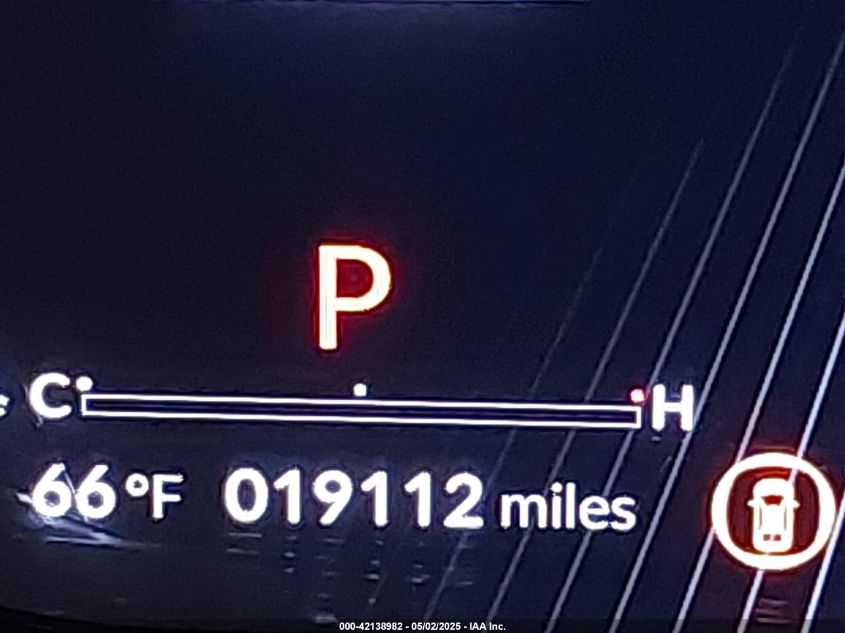 P
C H
66°F 019112 miles
000-42138982 - 05/02/2025 - IAA Inc.